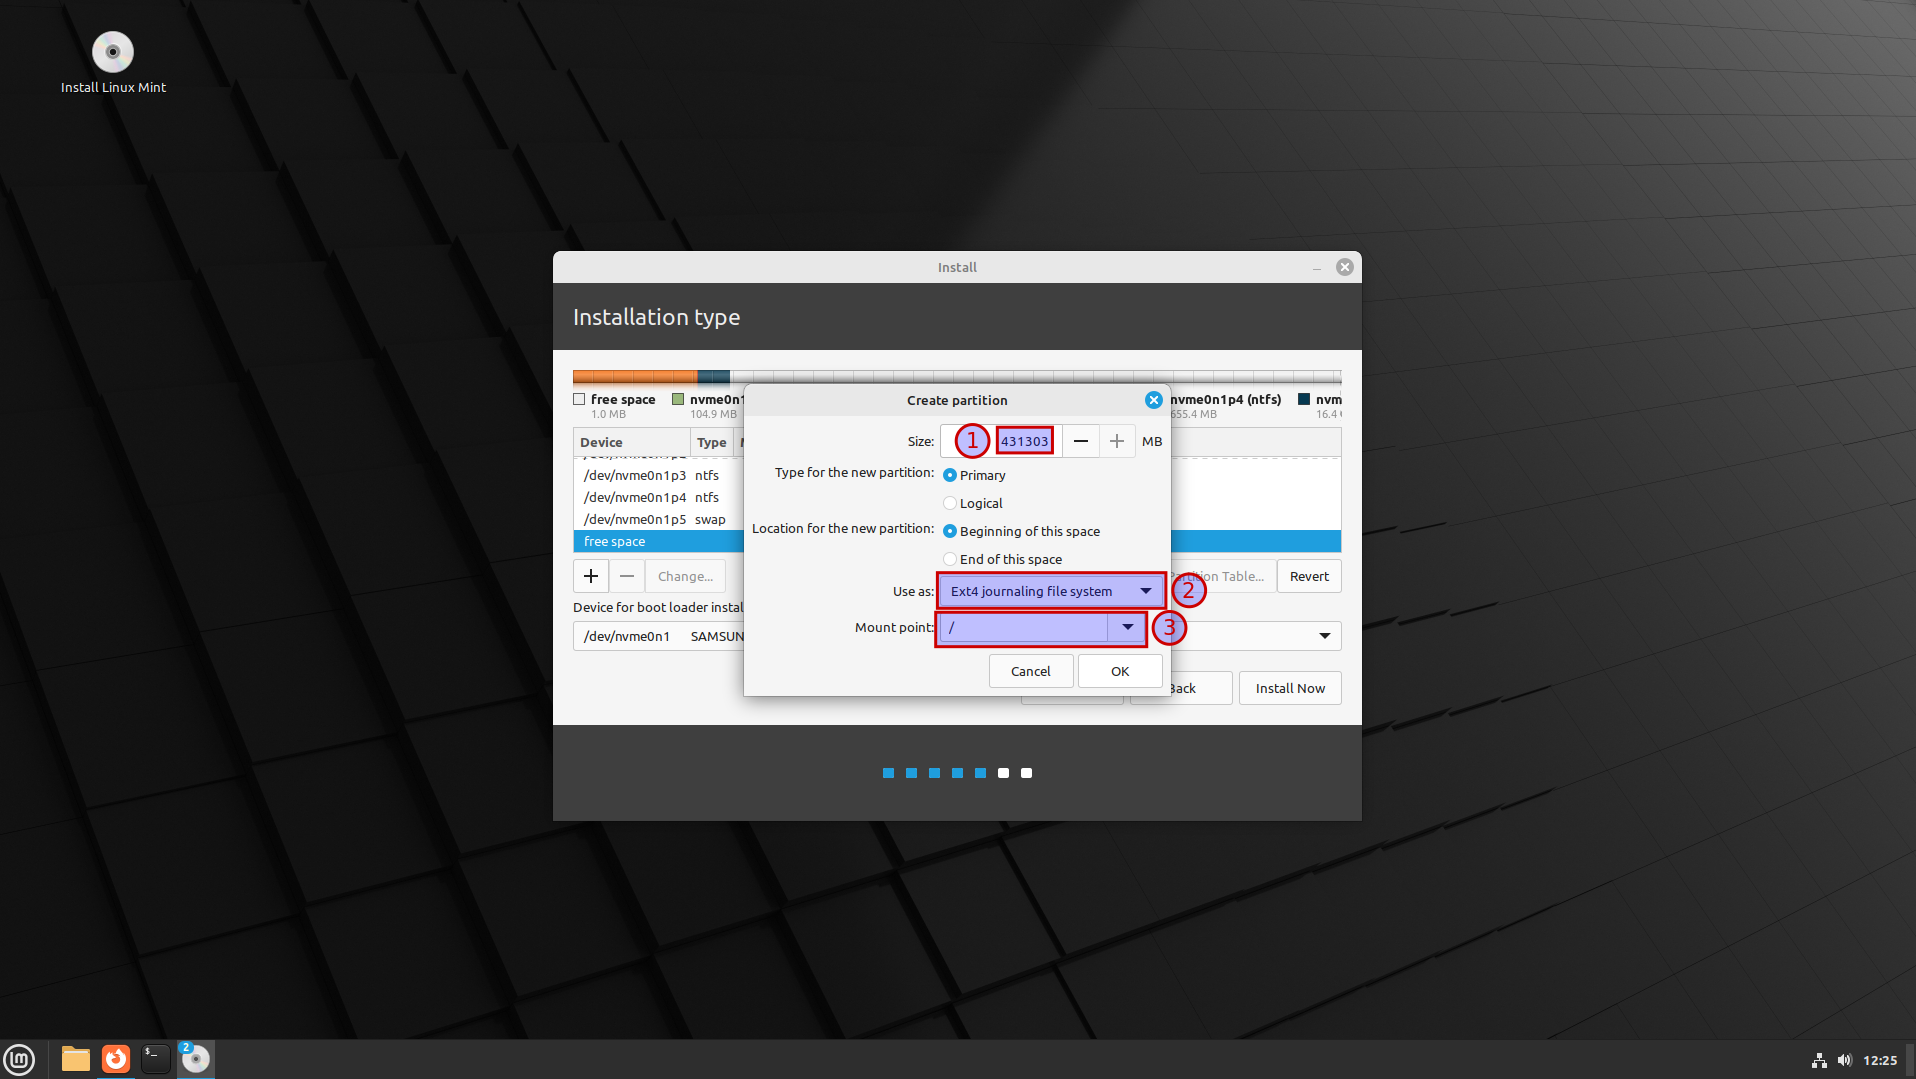 Install Linux Mint
Install
Installation type
free space
1.0 MB
nvme0n1
104.9 MB
nvme0n1p4 (ntfs)
655.4 MB
nvm
16.4
Device
Type
/dev/nvme0n1p3 ntfs
/dev/nvme0n1p4 ntfs
/dev/nvme0n1p5 swap
free space
+
−
Change...
Partition Table...
Revert
Device for boot loader instal
/dev/nvme0n1 SAMSUN
Back
Install Now
Create partition
Size: 1 431303 − + MB
Type for the new partition: Primary
Logical
Location for the new partition: Beginning of this space
End of this space
Use as: Ext4 journaling file system 2
Mount point: / 3
Cancel
OK
2
12:25